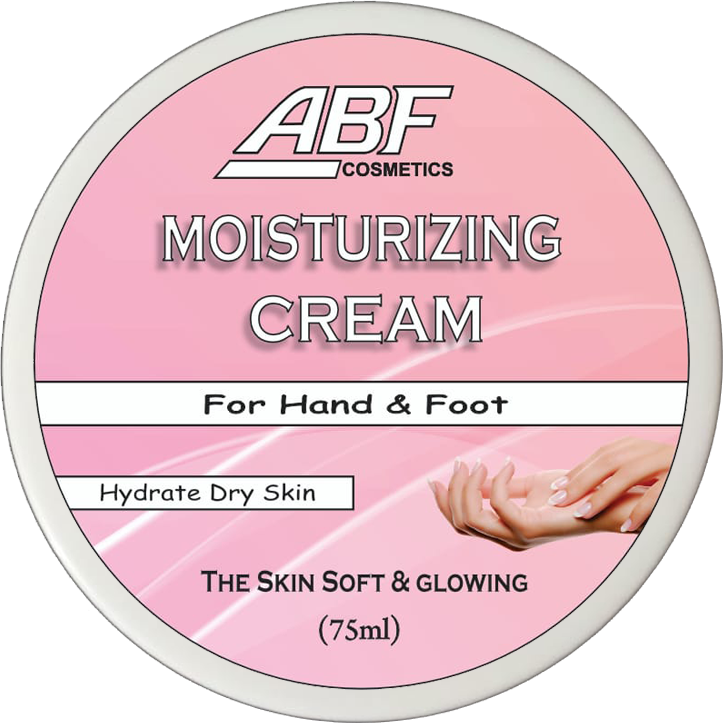 ABF
COSMETICS
MOISTURIZING
CREAM
For Hand & Foot
Hydrate Dry Skin
THE SKIN SOFT & GLOWING
(75ml)